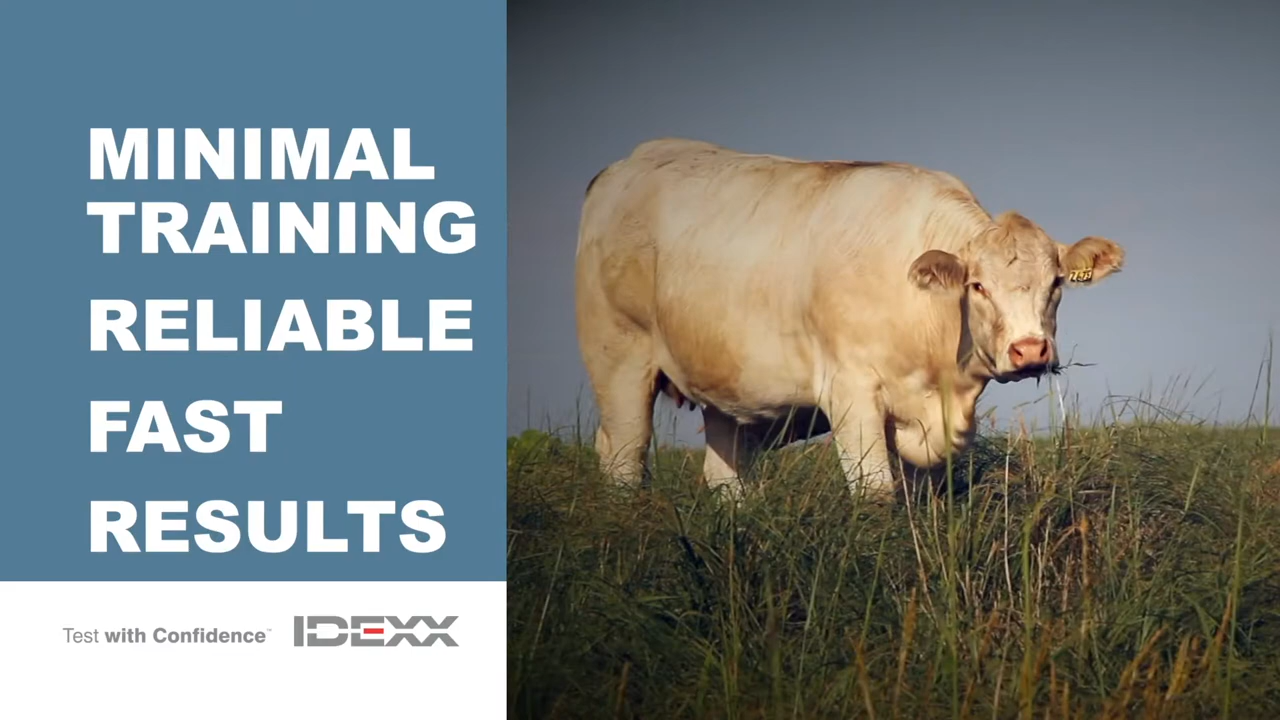 MINIMAL
TRAINING
RELIABLE
FAST
RESULTS
Test with Confidence™ IDEXX